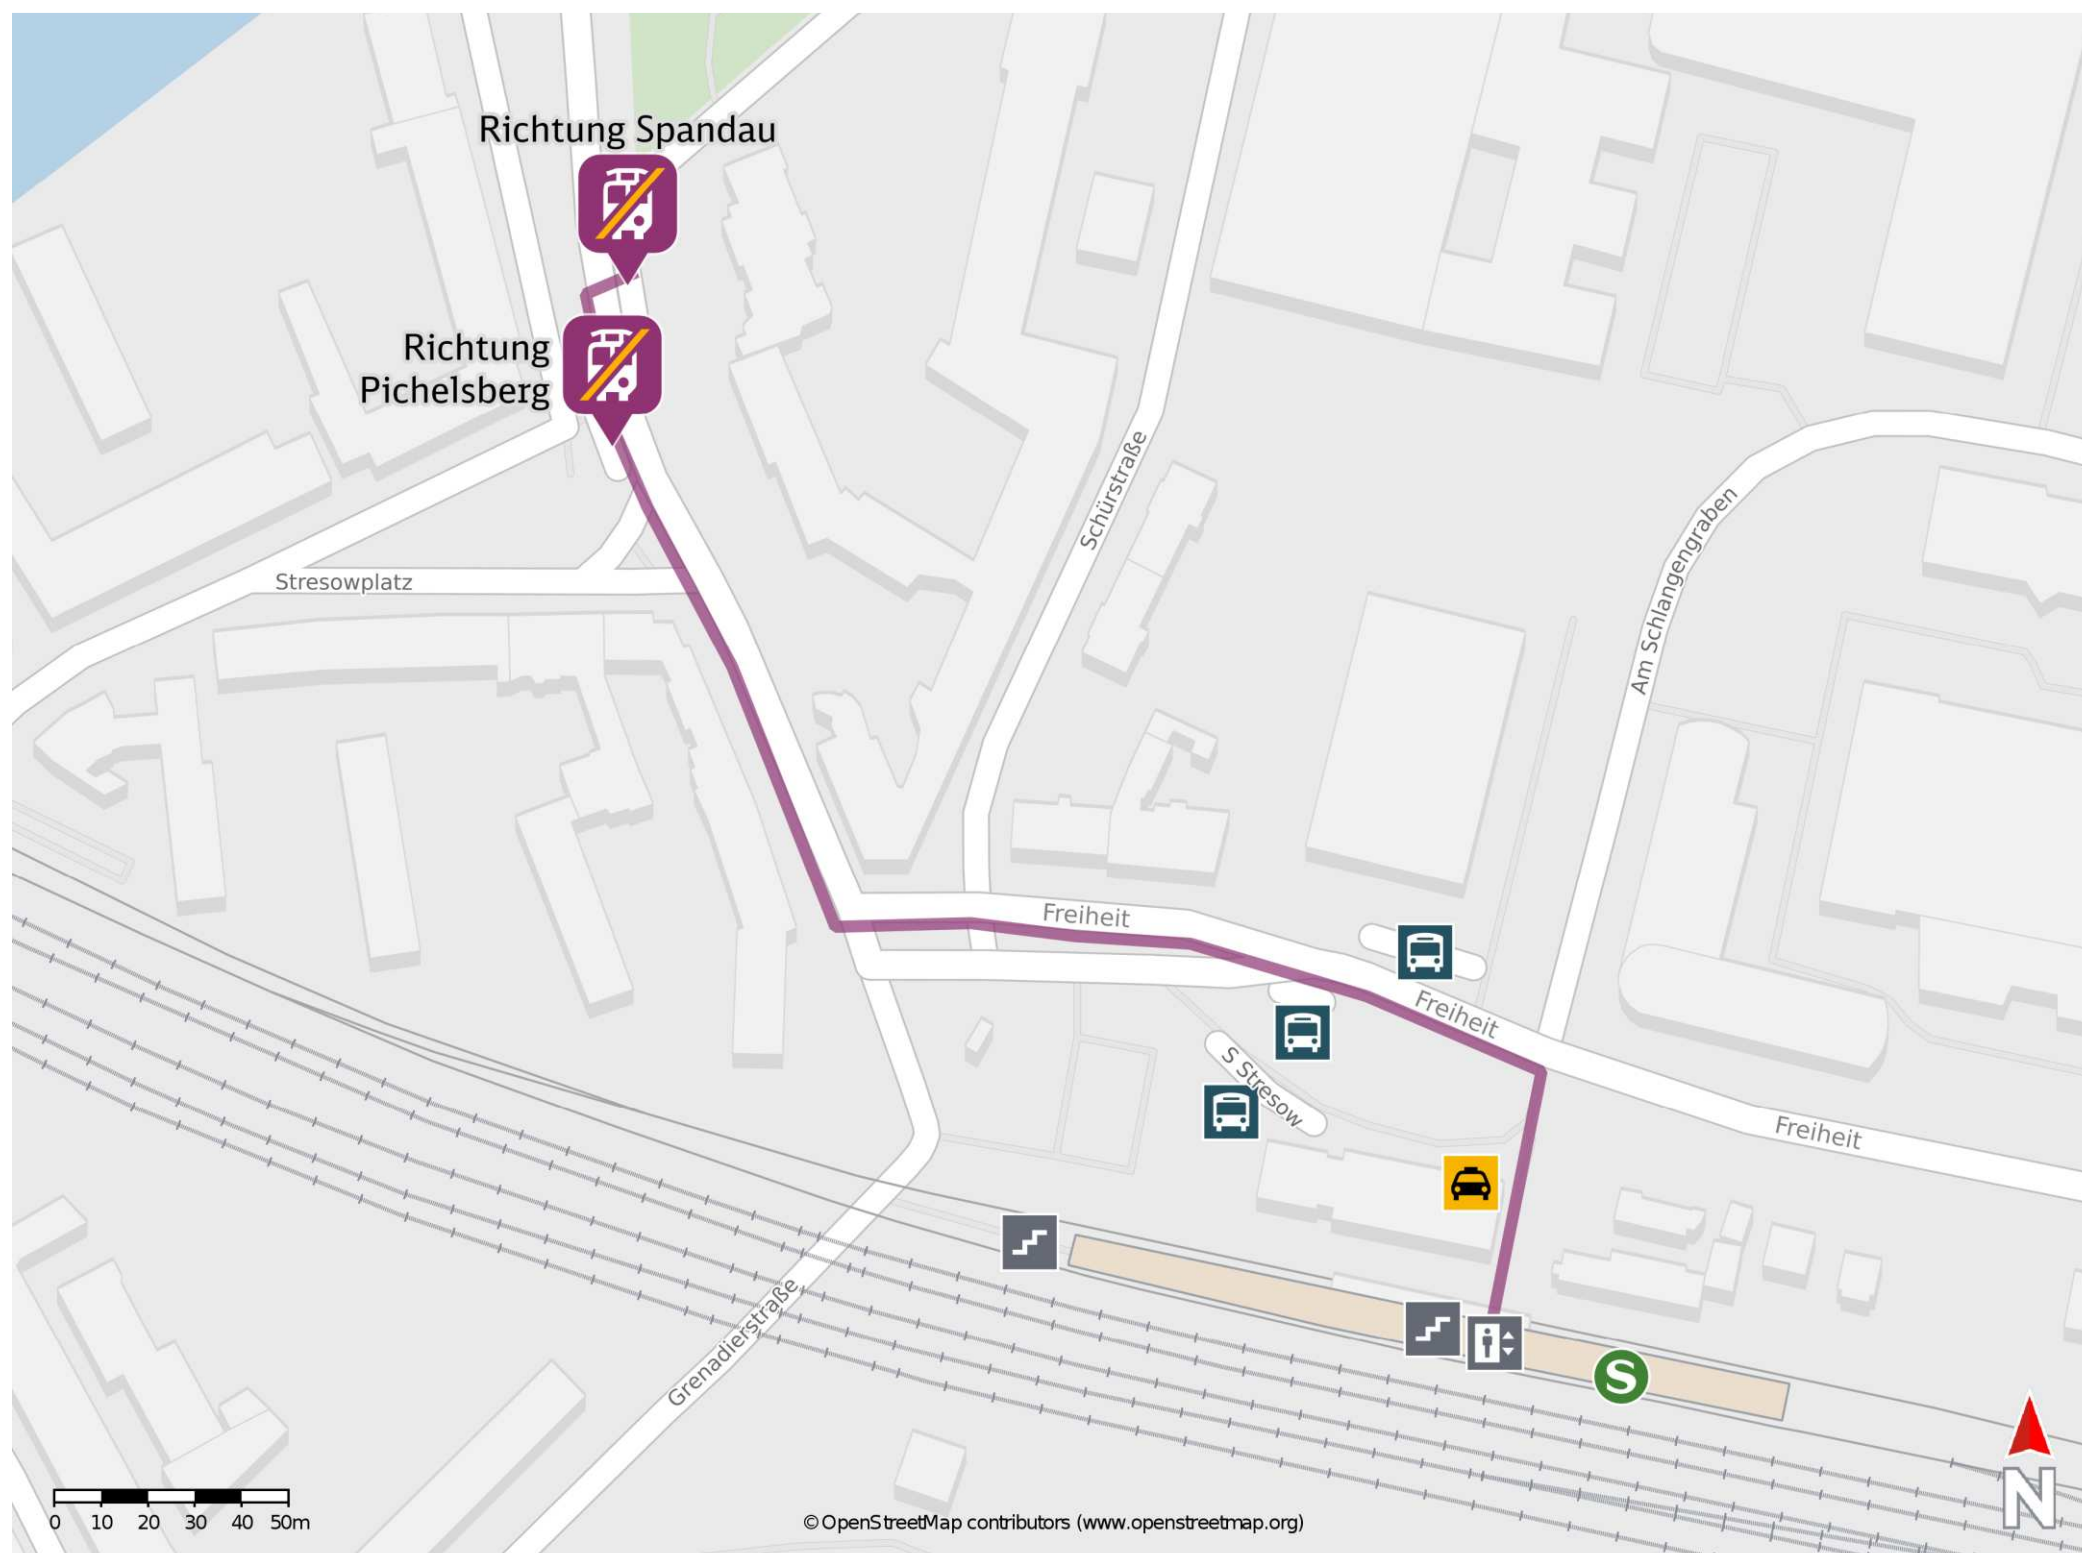 Richtung Spandau
Richtung
Pichelsberg
Schürstraße
Am Schlangengraben
Stresowplatz
Freiheit
Freiheit
S Stresow
Freiheit
S
Grenadierstraße
0 10 20 30 40 50m
© OpenStreetMap contributors (www.openstreetmap.org)
N